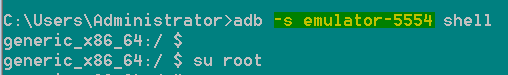 C:\Users\Administrator>adb -s emulator-5554 shell
generic_x86_64:/ $
generic_x86_64:/ $ su root